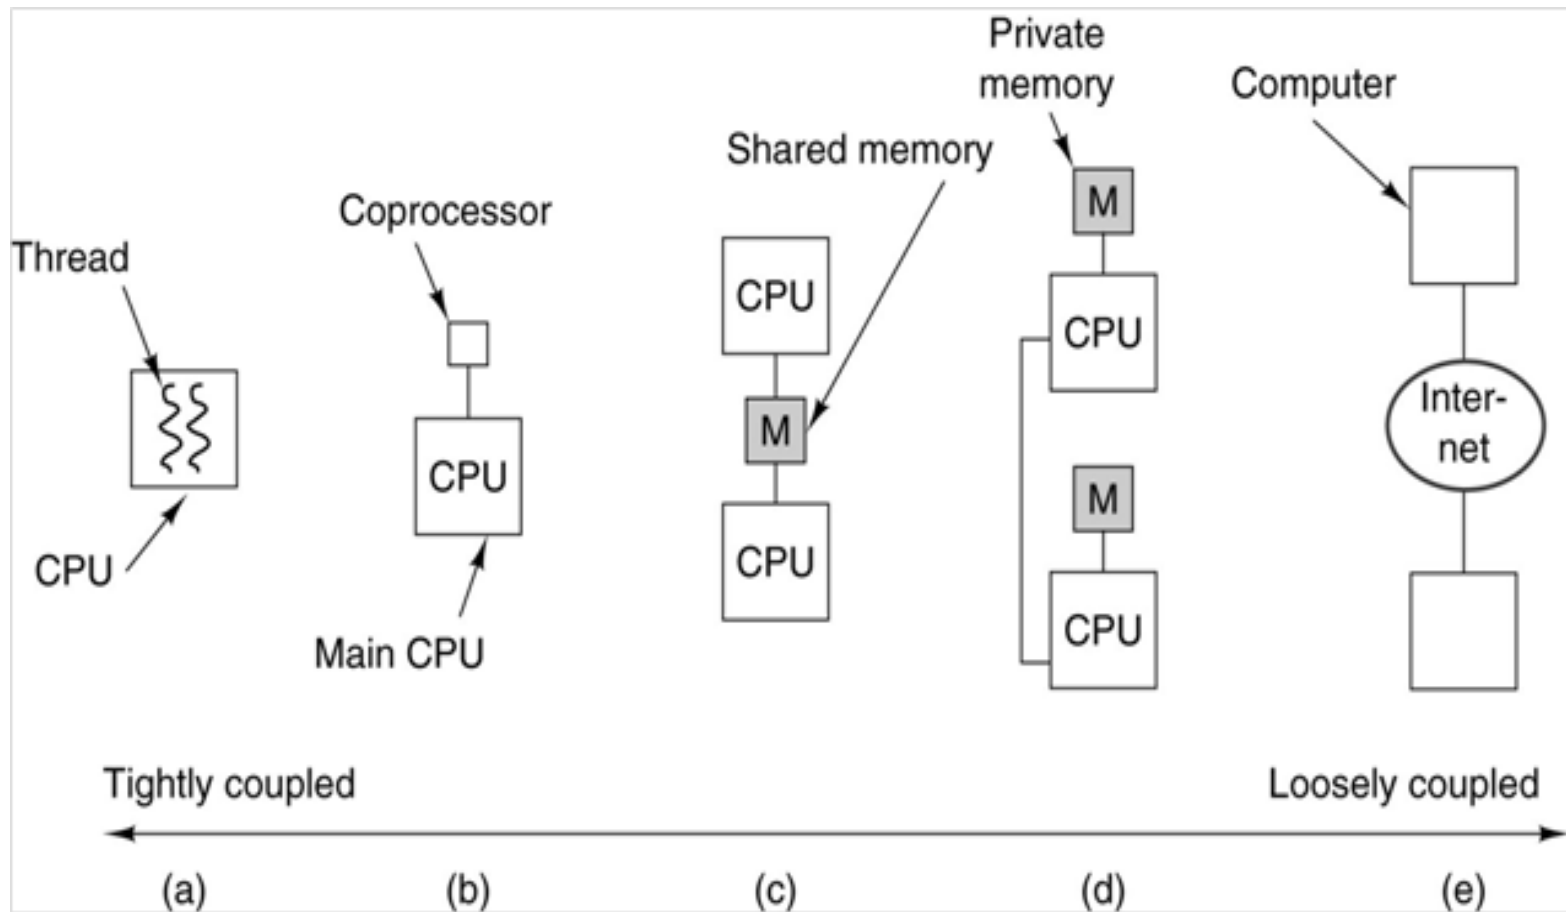 Private
memory
Computer
Shared memory
M
Coprocessor
Thread
CPU
CPU
Inter-
net
M
CPU
M
CPU
CPU
CPU
CPU
Main CPU
Tightly coupled
Loosely coupled
(a)
(b)
(c)
(d)
(e)